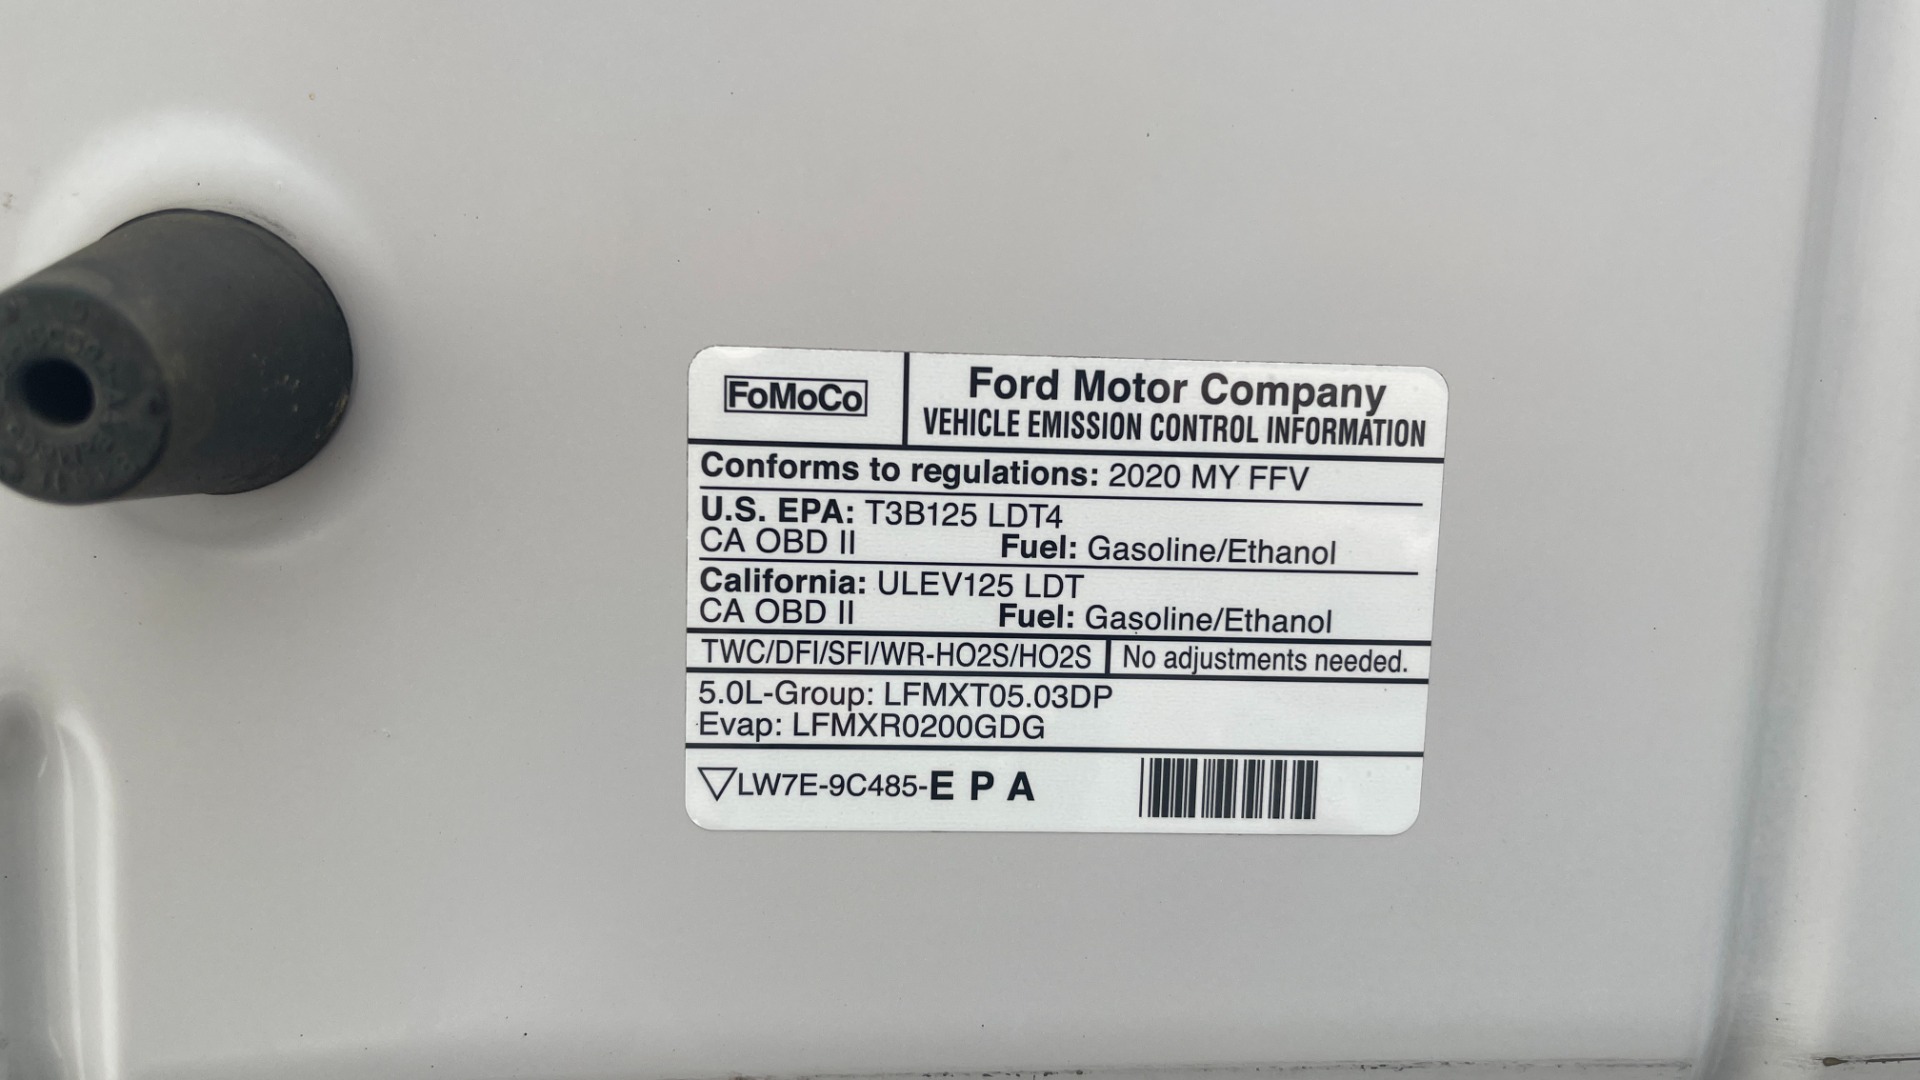 FoMoCo
Ford Motor Company
VEHICLE EMISSION CONTROL INFORMATION
Conforms to regulations: 2020 MY FFV
U.S. EPA: T3B125 LDT4
CA OBD II Fuel: Gasoline/Ethanol
California: ULEV125 LDT
CA OBD II Fuel: Gasoline/Ethanol
TWC/DFI/SFI/WR-HO2S/HO2S No adjustments needed.
5.0L-Group: LFMXT05.03DP
Evap: LFMXR0200GDG
LW7E-9C485-E P A